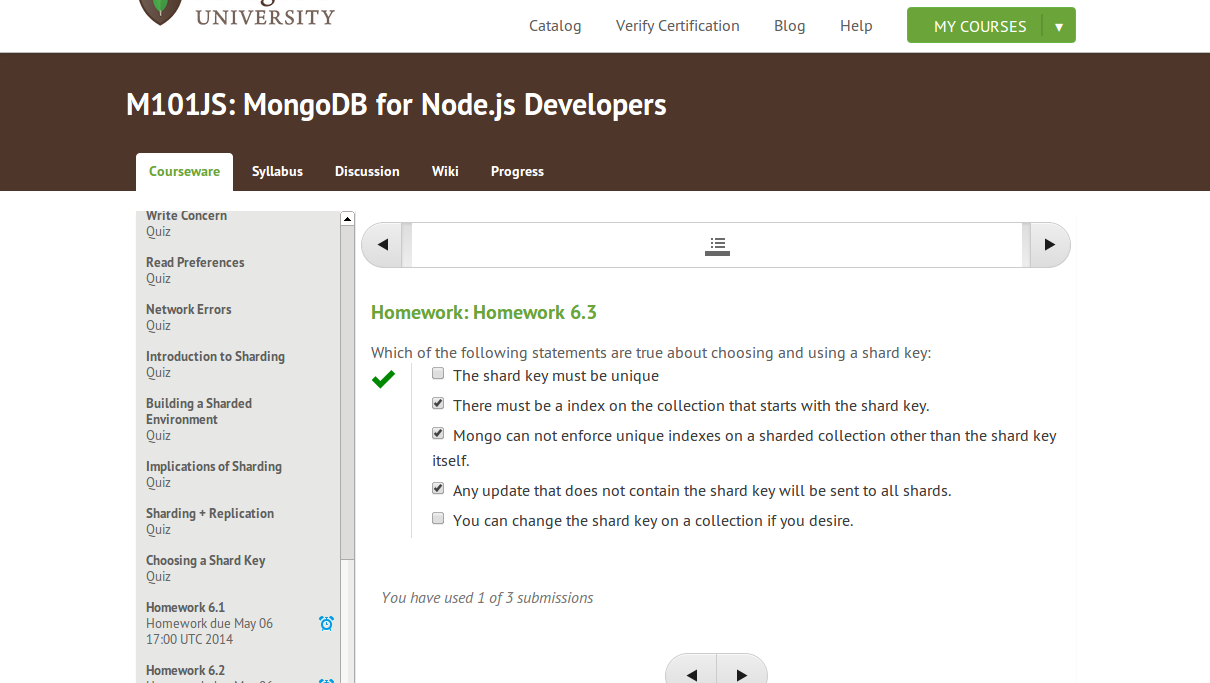 UNIVERSITY
Catalog
Verify Certification
Blog
Help
MY COURSES
M101JS: MongoDB for Node.js Developers
Courseware
Syllabus
Discussion
Wiki
Progress
Write Concern
Quiz
Read Preferences
Quiz
Network Errors
Quiz
Introduction to Sharding
Quiz
Building a Sharded
Environment
Quiz
Implications of Sharding
Quiz
Sharding + Replication
Quiz
Choosing a Shard Key
Quiz
Homework 6.1
Homework due May 06
17:00 UTC 2014
Homework 6.2
Homework: Homework 6.3
Which of the following statements are true about choosing and using a shard key:
The shard key must be unique
There must be a index on the collection that starts with the shard key.
Mongo can not enforce unique indexes on a sharded collection other than the shard key
itself.
Any update that does not contain the shard key will be sent to all shards.
You can change the shard key on a collection if you desire.
You have used 1 of 3 submissions